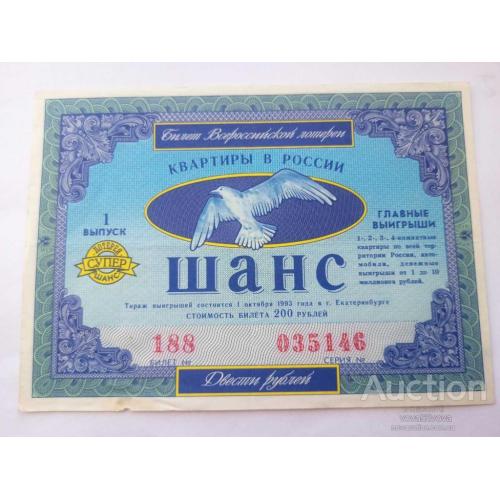 Билет Всероссийской лотереи
КВАРТИРЫ В РОССИИ
1
ВЫПУСК
ЛОТЕРЕЯ
СУПЕР
ШАНС
ГЛАВНЫЕ
ВЫИГРЫШИ
1-, 2-, 3-, 4-комнатные
квартиры по всей тер-
ритории России, авто-
мобили, денежные
выигрыши от 1 до 10
миллионов рублей.
ШАНС
Тираж выигрышей состоится 1 октября 1993 года в г. Екатеринбурге
СТОИМОСТЬ БИЛЕТА 200 РУБЛЕЙ
188 035146
БИЛЕТ № СЕРИЯ №
Двести рублей
Auction
vovasilvova